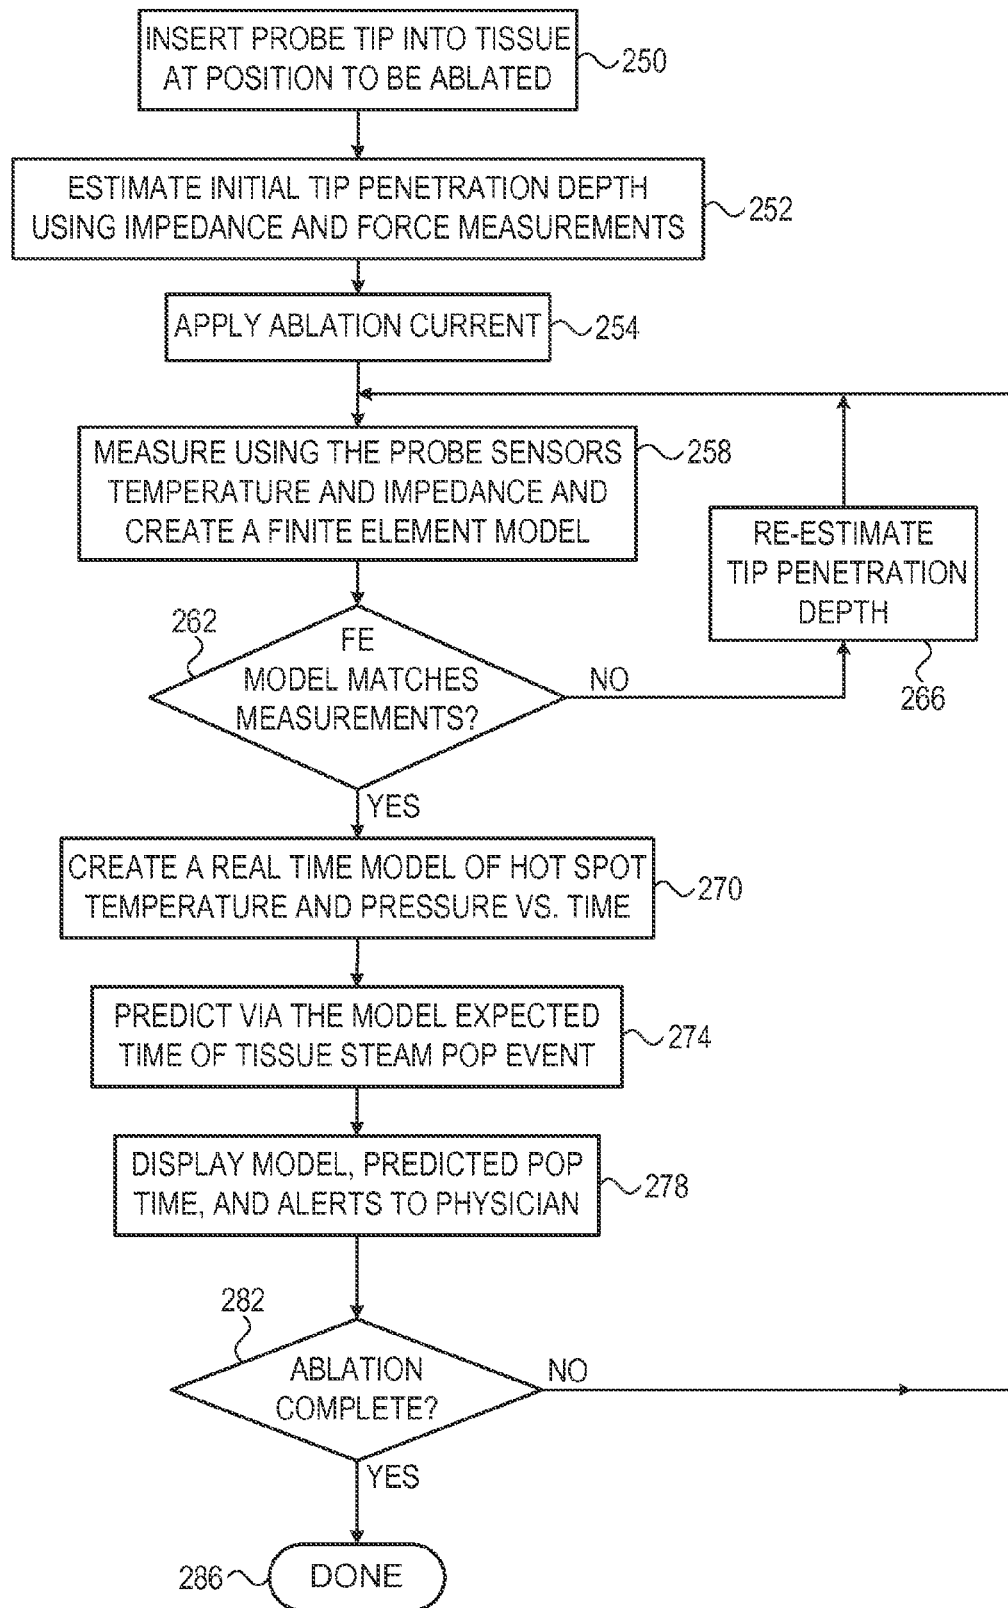 INSERT PROBE TIP INTO TISSUE
AT POSITION TO BE ABLATED
250
ESTIMATE INITIAL TIP PENETRATION DEPTH
USING IMPEDANCE AND FORCE MEASUREMENTS
252
APPLY ABLATION CURRENT
254
MEASURE USING THE PROBE SENSORS
TEMPERATURE AND IMPEDANCE AND
CREATE A FINITE ELEMENT MODEL
258
RE-ESTIMATE
TIP PENETRATION
DEPTH
266
262
FE
MODEL MATCHES
MEASUREMENTS?
NO
YES
CREATE A REAL TIME MODEL OF HOT SPOT
TEMPERATURE AND PRESSURE VS. TIME
270
PREDICT VIA THE MODEL EXPECTED
TIME OF TISSUE STEAM POP EVENT
274
DISPLAY MODEL, PREDICTED POP
TIME, AND ALERTS TO PHYSICIAN
278
282
ABLATION
COMPLETE?
NO
YES
286
DONE